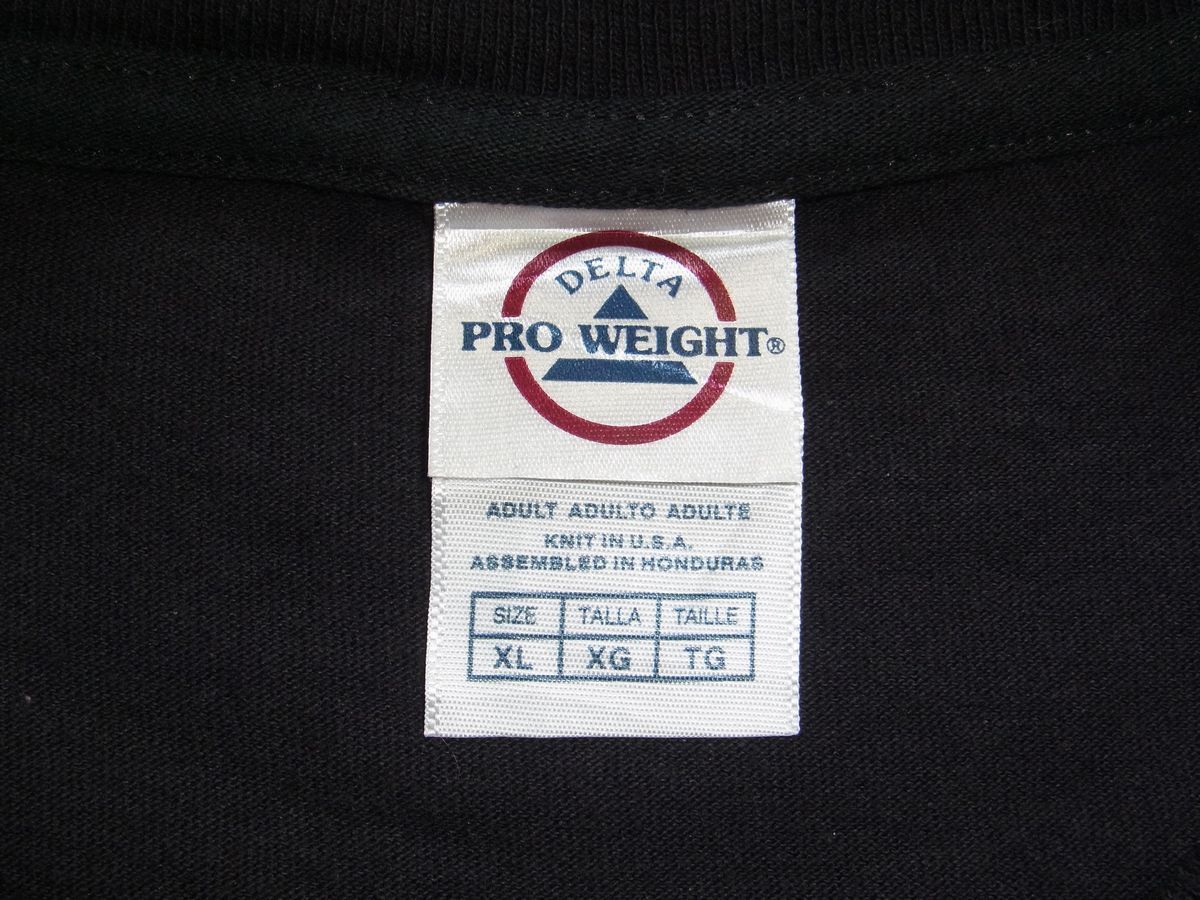 DELTA
PRO WEIGHT®
ADULT ADULTO ADULTE
KNIT IN U.S.A.
ASSEMBLED IN HONDURAS
SIZE TALLA TAILLE
XL XG TG